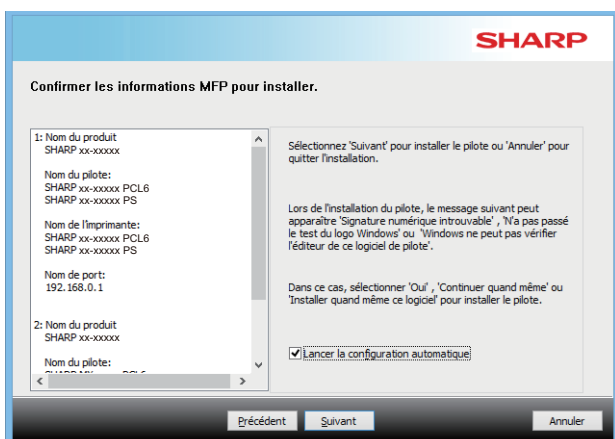 SHARP
Confirmer les informations MFP pour installer.
1: Nom du produit
SHARP xx-xxxxx
Nom du pilote:
SHARP xx-xxxxx PCL6
SHARP xx-xxxxx PS
Nom de l'imprimante:
SHARP xx-xxxxx PCL6
SHARP xx-xxxxx PS
Nom de port:
192.168.0.1
2: Nom du produit
SHARP xx-xxxxx
Nom du pilote:
Sélectionnez 'Suivant' pour installer le pilote ou 'Annuler' pour
quitter l'installation.
Lors de l'installation du pilote, le message suivant peut
apparaître 'Signature numérique introuvable' , 'N'a pas passé
le test du logo Windows' ou 'Windows ne peut pas vérifier
l'éditeur de ce logiciel de pilote'.
Dans ce cas, sélectionner 'Oui' , 'Continuer quand même' ou
'Installer quand même ce logiciel' pour installer le pilote.
Lancer la configuration automatique
Précédent
Suivant
Annuler